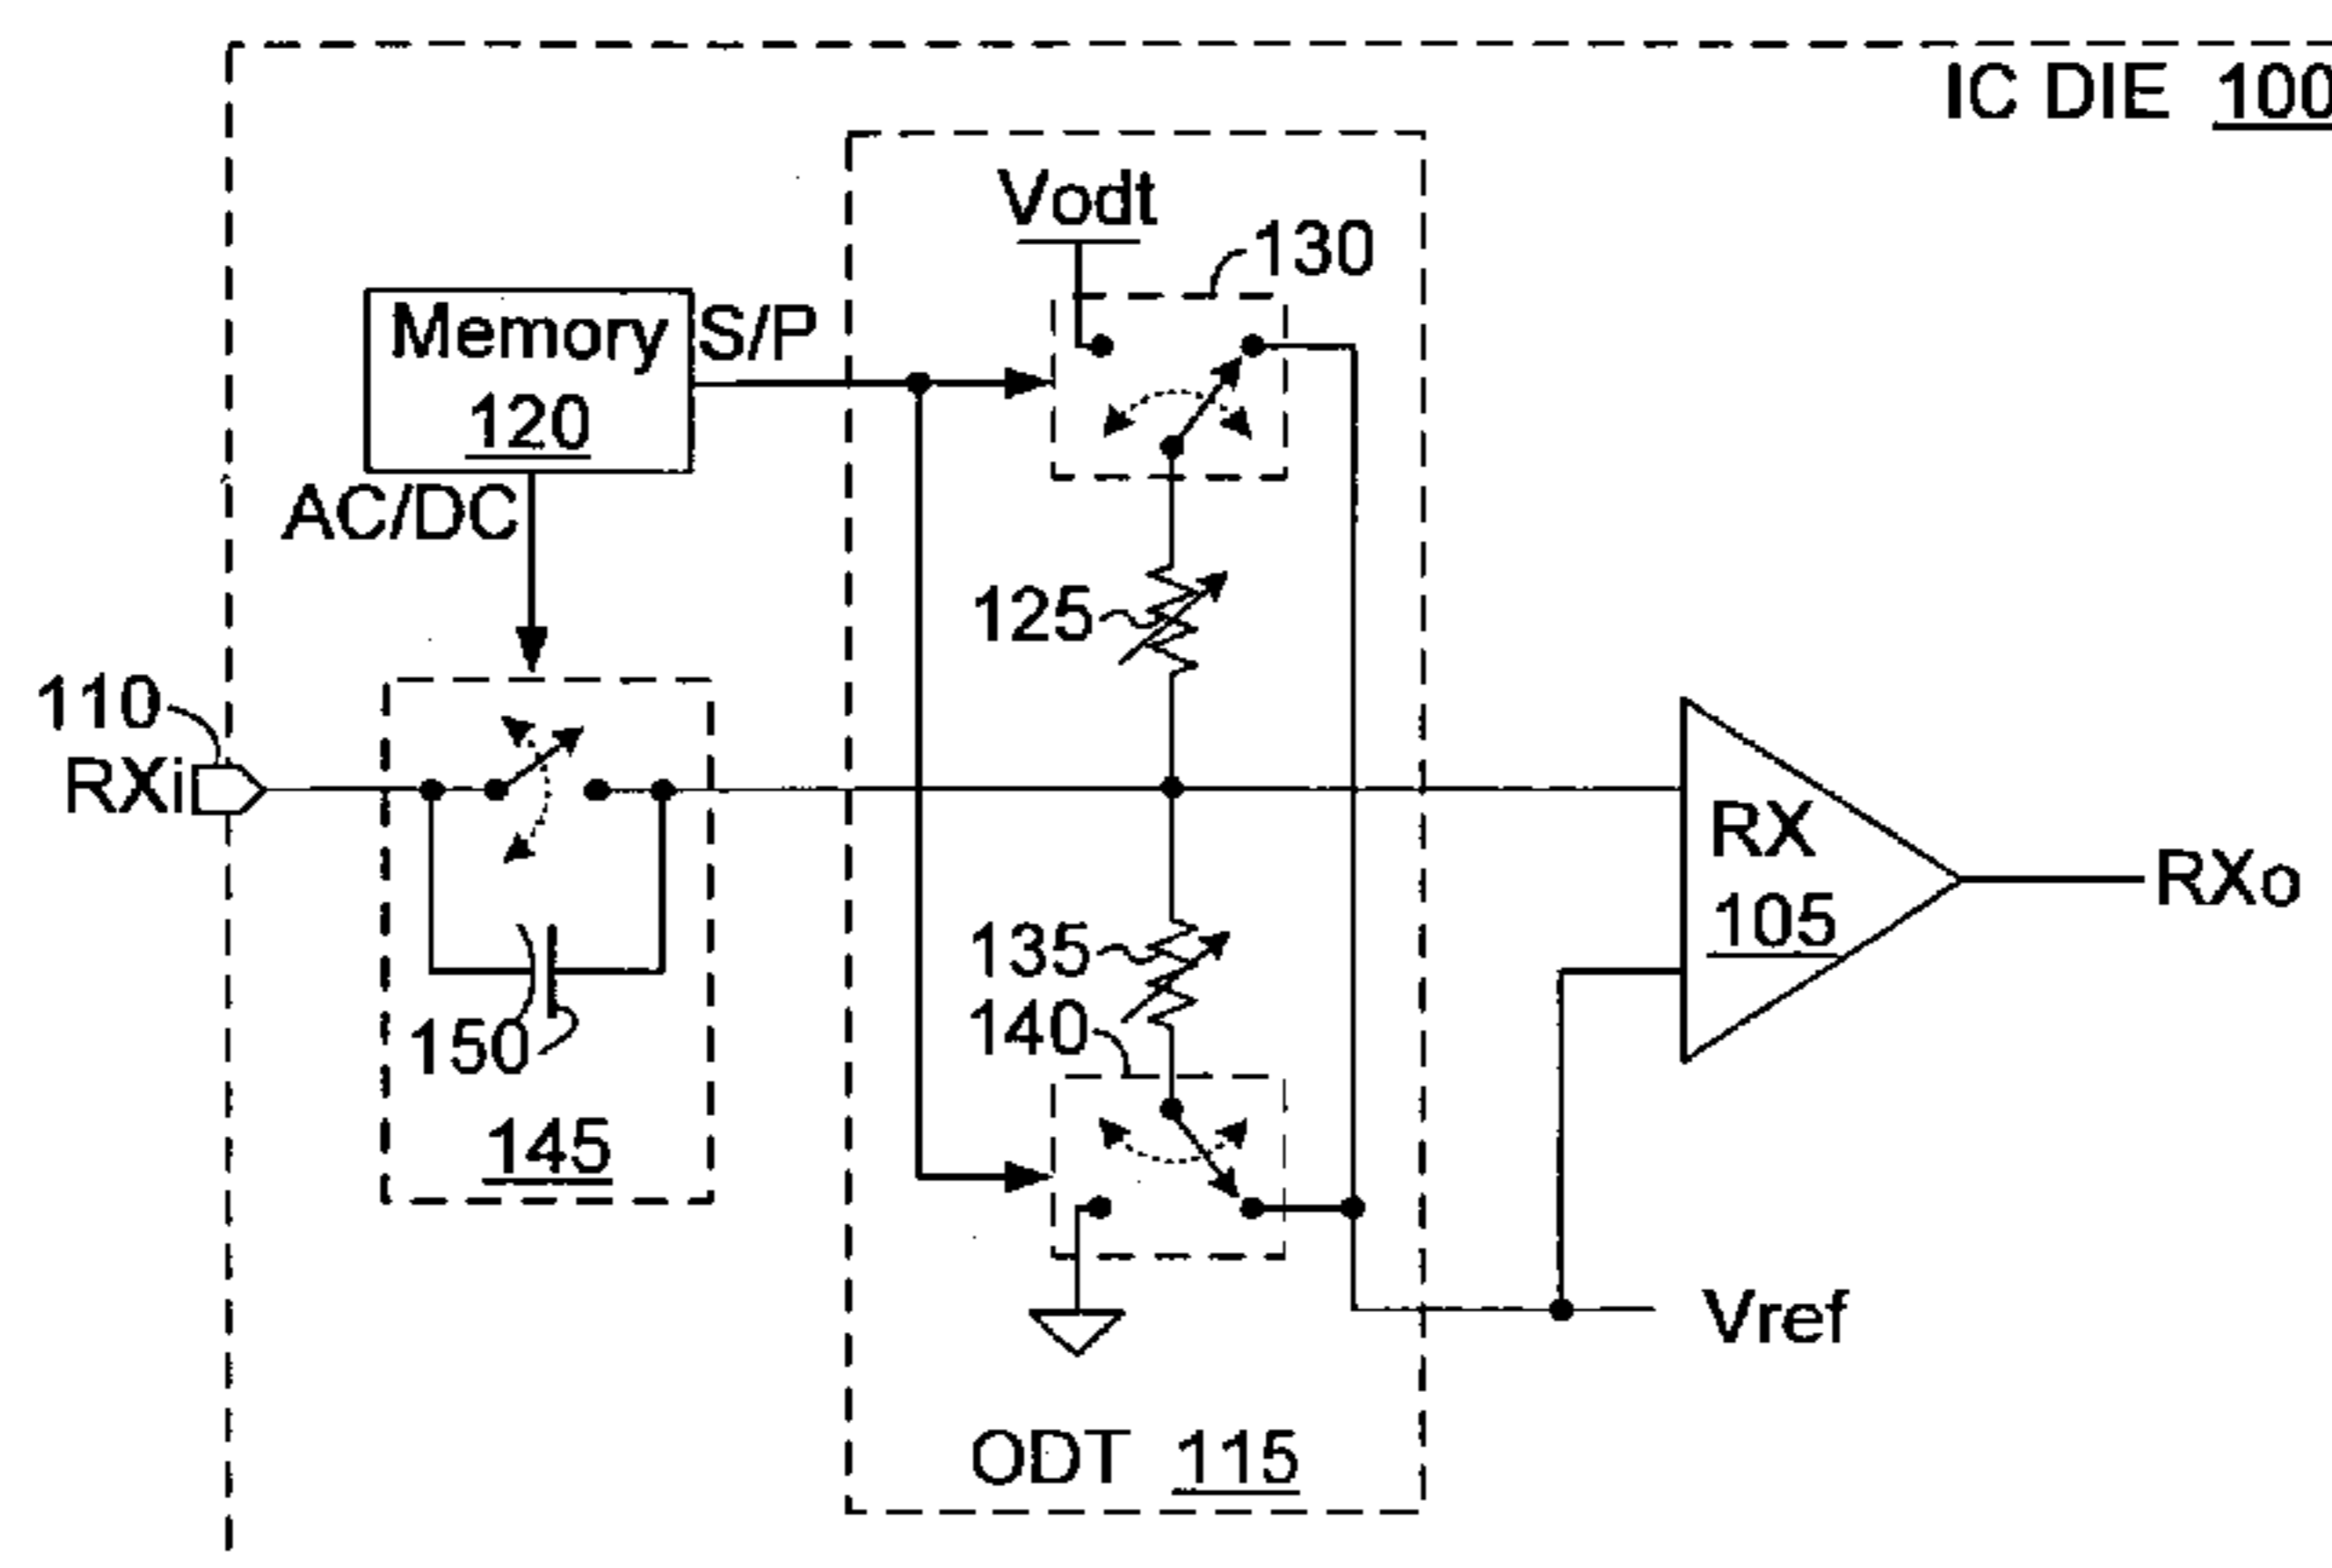 IC DIE 100
Vodt
130
Memory
120
S/P
AC/DC
125
110
RXi
RX
105
RXo
135
140
150
145
Vref
ODT 115